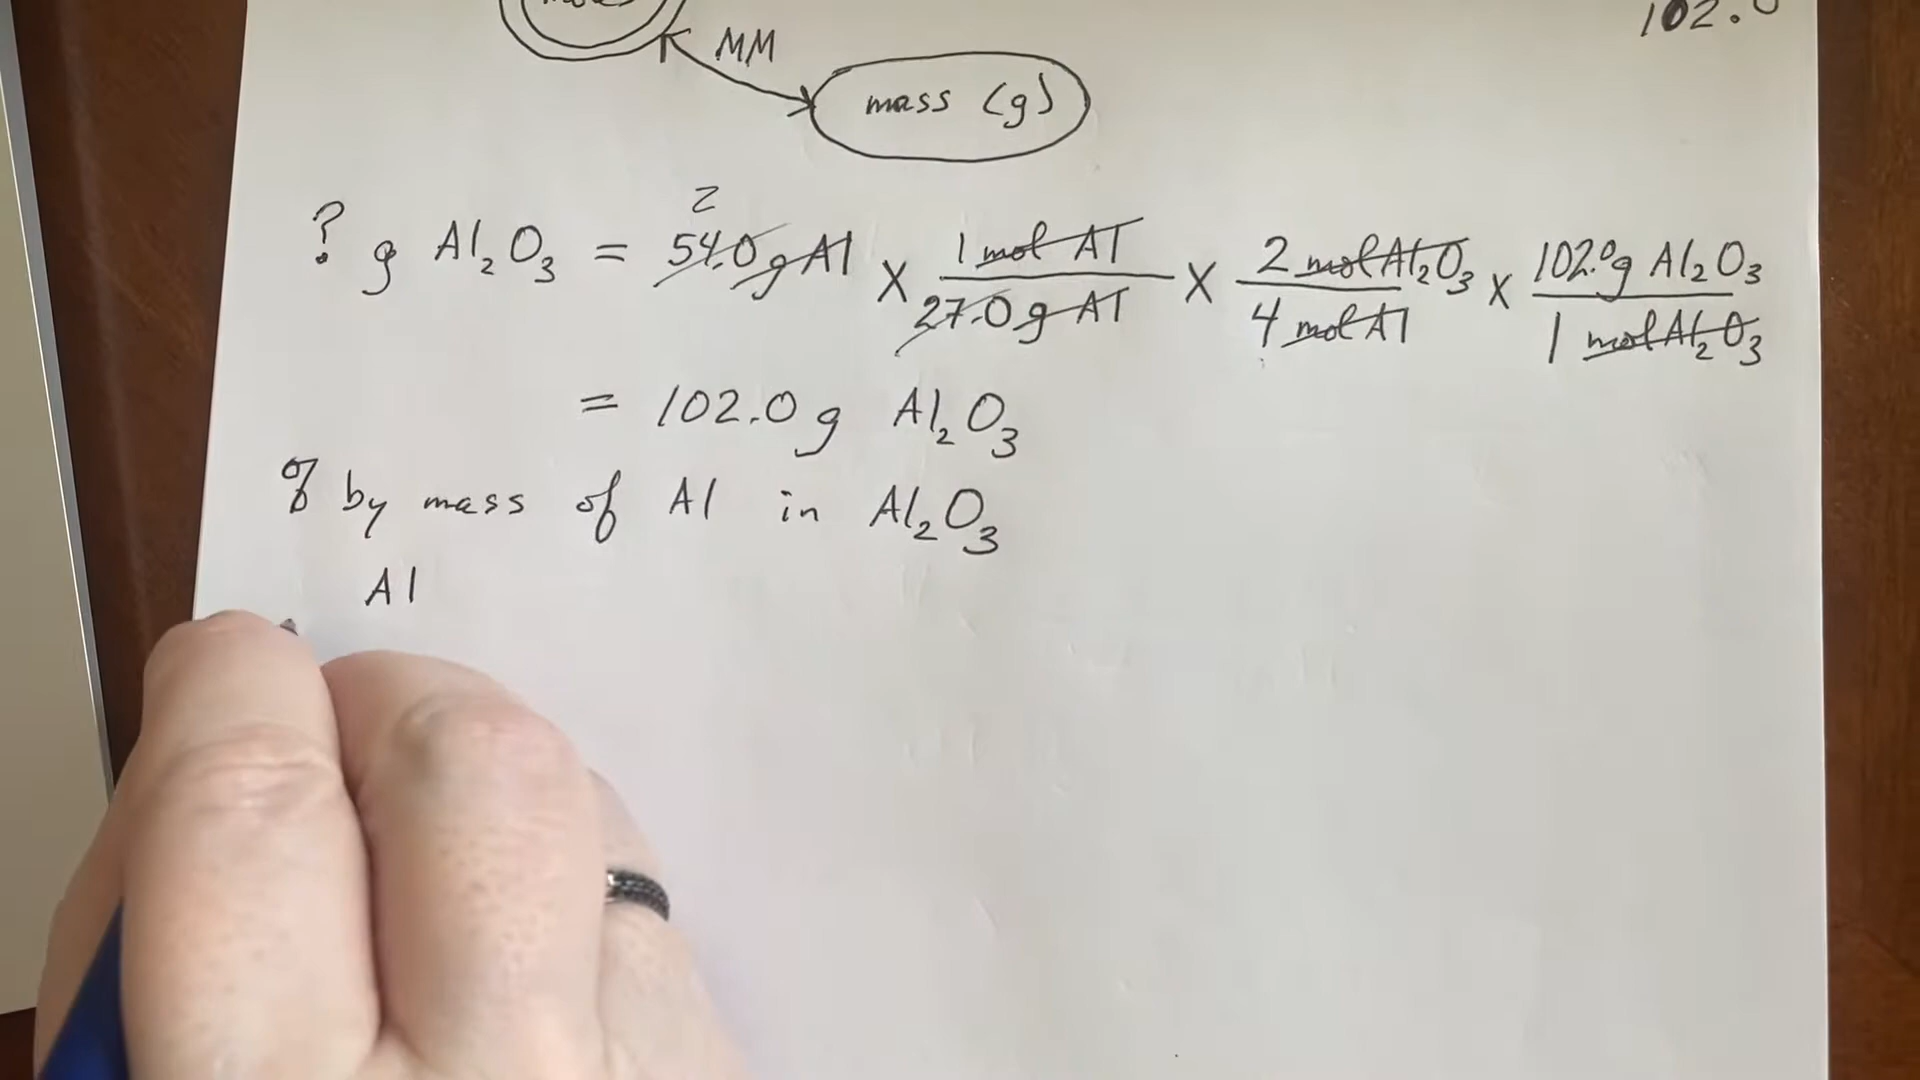 102.0
MM
mass (g)
2
? g Al₂O₃ = 54.0 g Al × 1 mol Al / 27.0 g Al × 2 mol Al₂O₃ / 4 mol Al × 102.0 g Al₂O₃ / 1 mol Al₂O₃
= 102.0 g Al₂O₃
% by mass of Al in Al₂O₃
Al